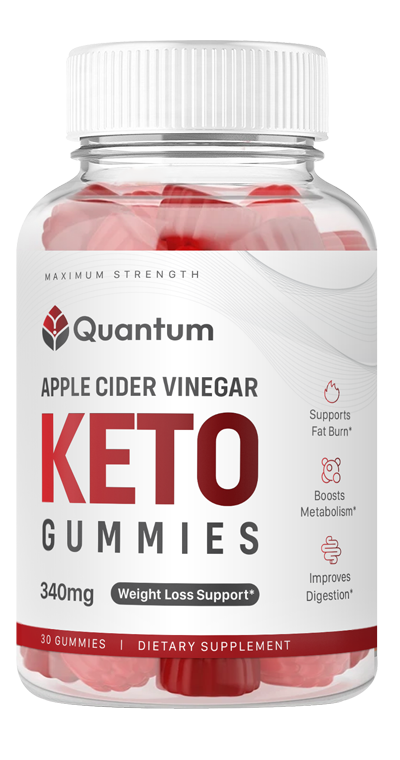 MAXIMUM STRENGTH
Quantum
APPLE CIDER VINEGAR
KETO
GUMMIES
340mg
Weight Loss Support*
Supports
Fat Burn*
Boosts
Metabolism*
Improves
Digestion*
30 GUMMIES | DIETARY SUPPLEMENT